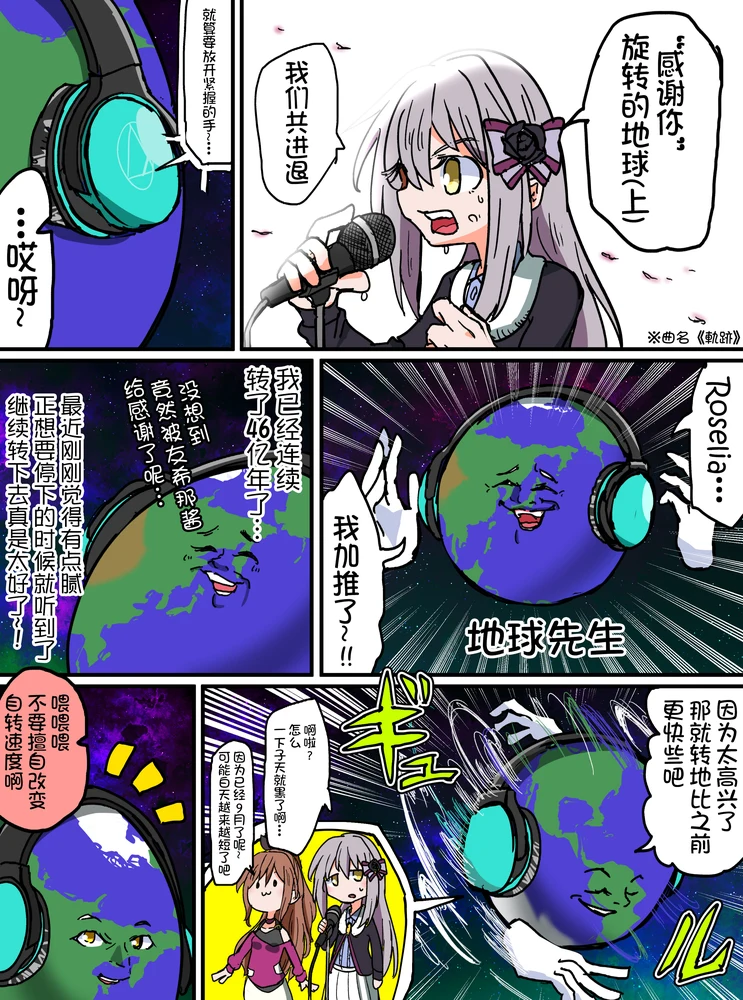 “感谢你”
旋转的地球(上)
我们共进退
※曲名《軌跡》
就算要放开紧握的手~…
…哎呀~
Roselia…
我加推了~!!
地球先生
我已经连续
转了46亿年了…
没想到
竟然被友希那酱
给感谢了呢…
最近刚刚觉得有点腻
正想要停下的时候就听到了
继续转下去真是太好了~!
因为太高兴了
那就转地比之前
更快些吧
ギュ
ルル
啊啦?
怎么
一下子天就黑了啊…
因为已经9月了呢~
可能白天越来越短了吧
喂喂喂
不要擅自改变
自转速度啊